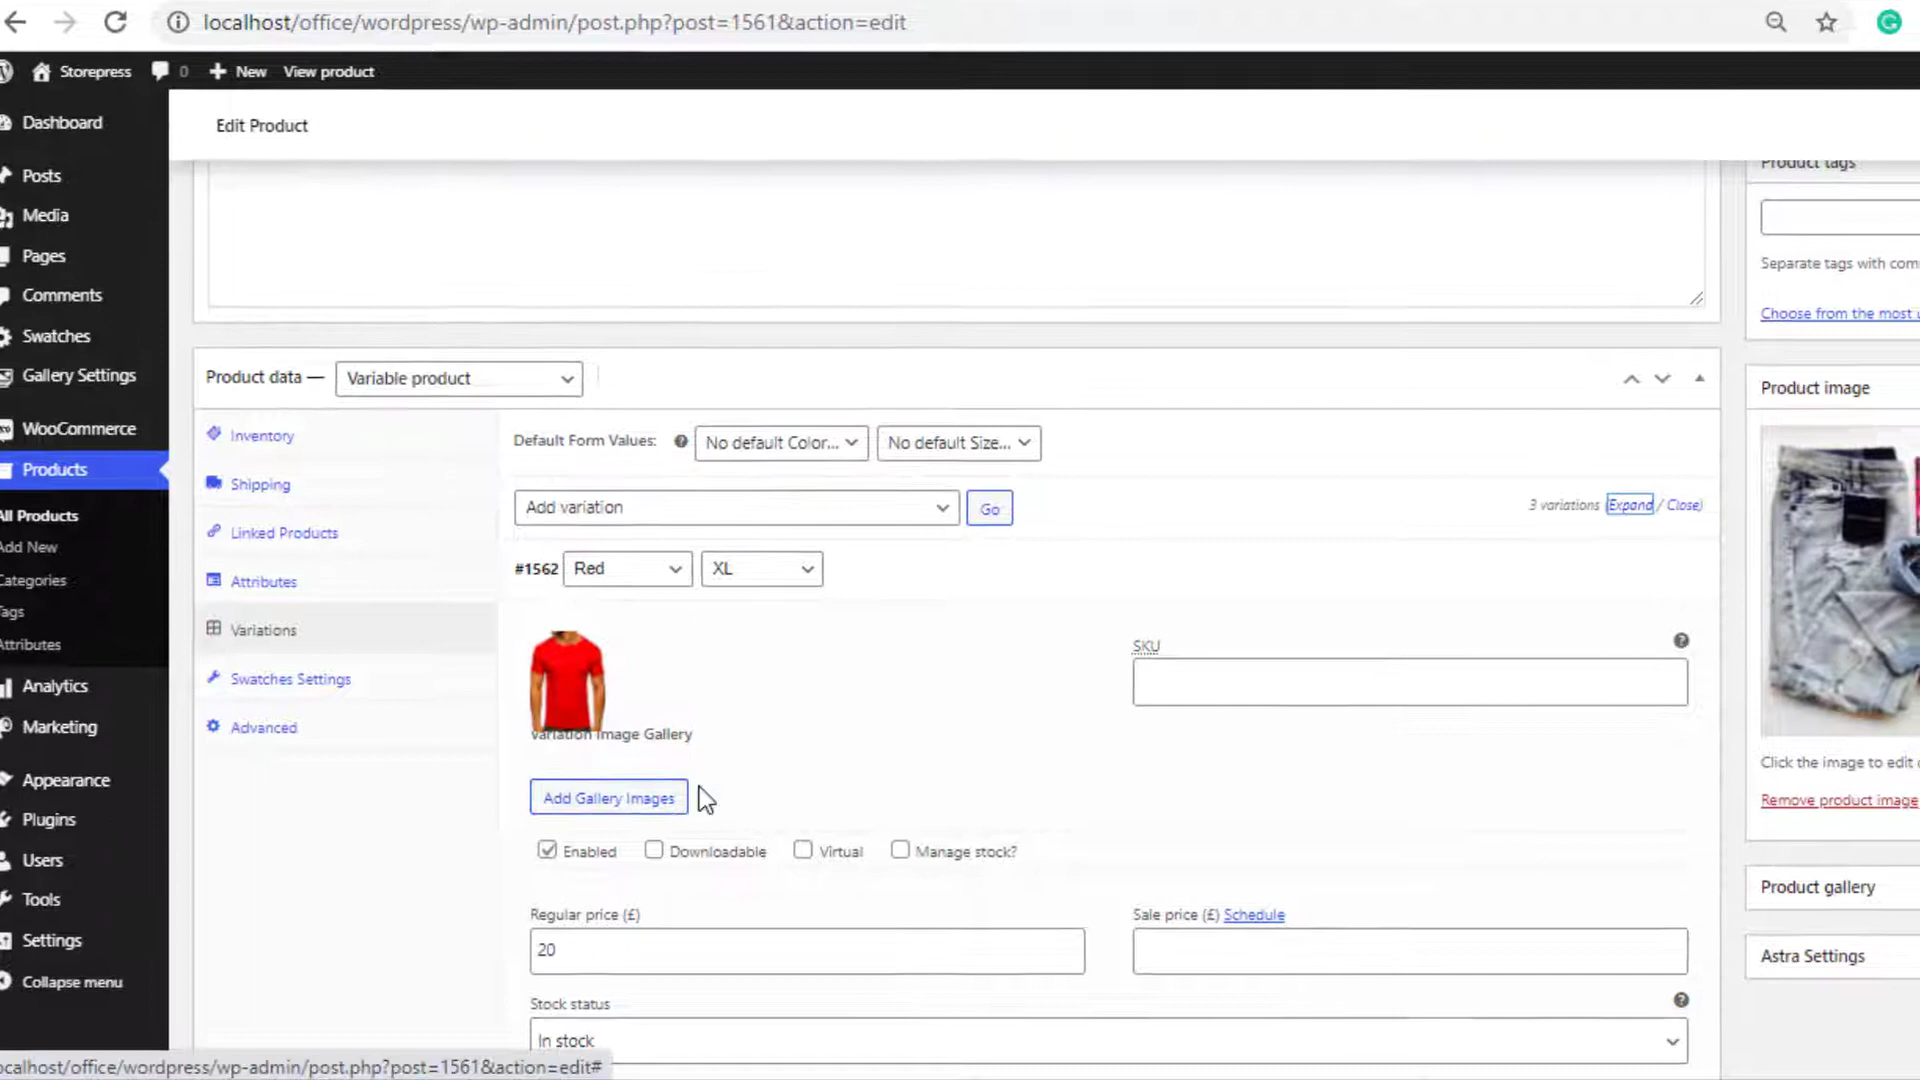 localhost/office/wordpress/wp-admin/post.php?post=1561&action=edit
Storepress
0
New
View product
Dashboard
Posts
Media
Pages
Comments
Swatches
Gallery Settings
WooCommerce
Products
All Products
Add New
Categories
Tags
Attributes
Analytics
Marketing
Appearance
Plugins
Users
Tools
Settings
Collapse menu
Edit Product
Product data —
Variable product
Inventory
Shipping
Linked Products
Attributes
Variations
Swatches Settings
Advanced
Default Form Values:
No default Color...
No default Size...
Add variation
Go
3 variations (Expand / Close)
#1562
Red
XL
SKU
Variation Image Gallery
Add Gallery Images
Enabled
Downloadable
Virtual
Manage stock?
Regular price (£)
20
Sale price (£) Schedule
Stock status
In stock
Product tags
Separate tags with com
Choose from the most u
Product image
Click the image to edit o
Remove product image
Product gallery
Astra Settings
ocalhost/office/wordpress/wp-admin/post.php?post=1561&action=edit#